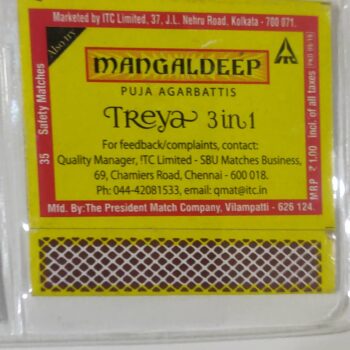 Marketed by ITC Limited, 37, J.L. Nehru Road, Kolkata - 700 071.
Also try
MANGALDEEP
PUJA AGARBATTIS
Treya 3in1
For feedback/complaints, contact:
Quality Manager, ITC Limited - SBU Matches Business,
69, Chamiers Road, Chennai - 600 018.
Ph: 044-42081533, email: qmat@itc.in
Mfd. By:The President Match Company, Vilampatti - 626 124.
35 Safety Matches
M.R.P. ₹ 1.00 incl. of all taxes